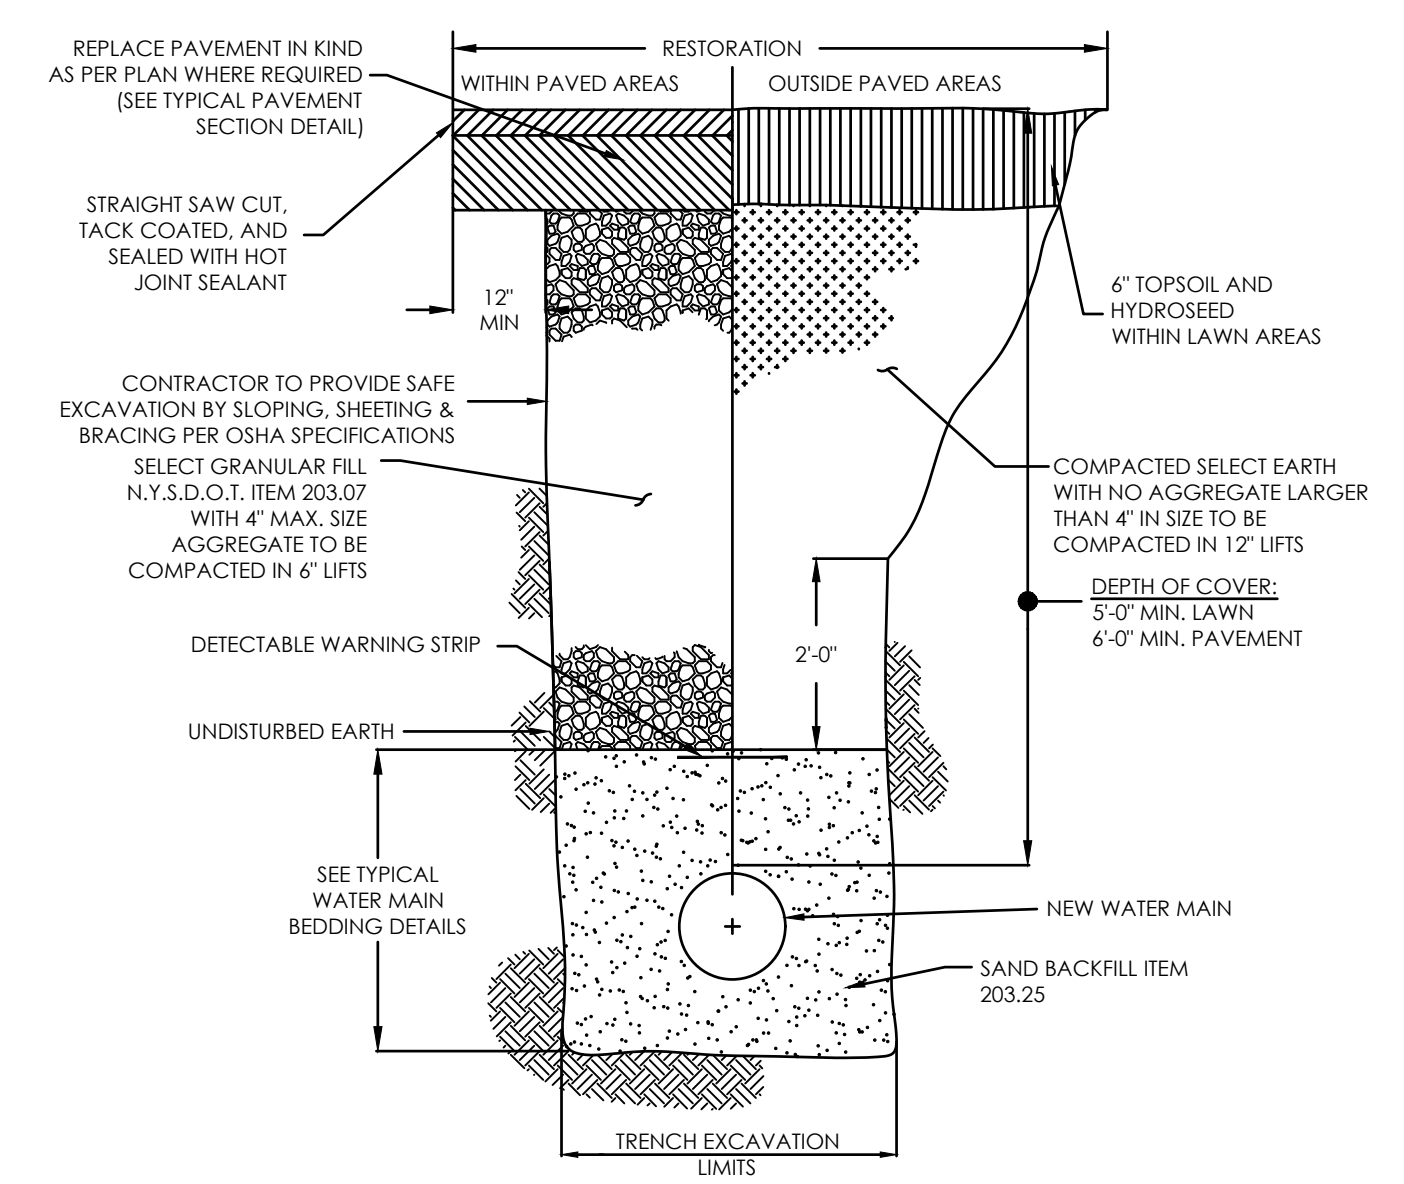 RESTORATION
WITHIN PAVED AREAS
OUTSIDE PAVED AREAS
REPLACE PAVEMENT IN KIND
AS PER PLAN WHERE REQUIRED
(SEE TYPICAL PAVEMENT
SECTION DETAIL)
STRAIGHT SAW CUT,
TACK COATED, AND
SEALED WITH HOT
JOINT SEALANT
12"
MIN
6" TOPSOIL AND
HYDROSEED
WITHIN LAWN AREAS
CONTRACTOR TO PROVIDE SAFE
EXCAVATION BY SLOPING, SHEETING &
BRACING PER OSHA SPECIFICATIONS
SELECT GRANULAR FILL
N.Y.S.D.O.T. ITEM 203.07
WITH 4" MAX. SIZE
AGGREGATE TO BE
COMPACTED IN 6" LIFTS
COMPACTED SELECT EARTH
WITH NO AGGREGATE LARGER
THAN 4" IN SIZE TO BE
COMPACTED IN 12" LIFTS
DEPTH OF COVER:
5'-0" MIN. LAWN
6'-0" MIN. PAVEMENT
DETECTABLE WARNING STRIP
2'-0"
UNDISTURBED EARTH
SEE TYPICAL
WATER MAIN
BEDDING DETAILS
NEW WATER MAIN
SAND BACKFILL ITEM
203.25
TRENCH EXCAVATION
LIMITS